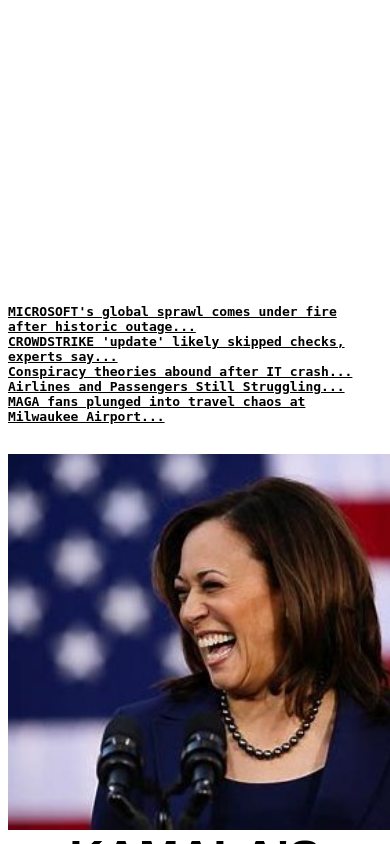 MICROSOFT's global sprawl comes under fire
after historic outage...
CROWDSTRIKE 'update' likely skipped checks,
experts say...
Conspiracy theories abound after IT crash...
Airlines and Passengers Still Struggling...
MAGA fans plunged into travel chaos at
Milwaukee Airport...
KAMALA'S